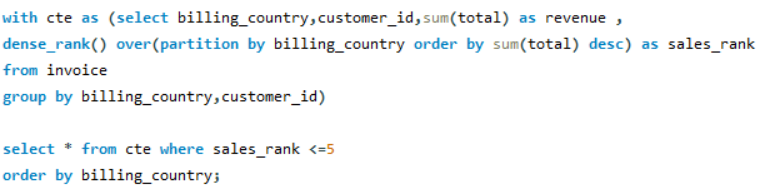 with cte as (select billing_country,customer_id,sum(total) as revenue ,
dense_rank() over(partition by billing_country order by sum(total) desc) as sales_rank
from invoice
group by billing_country,customer_id)
select * from cte where sales_rank <=5
order by billing_country;